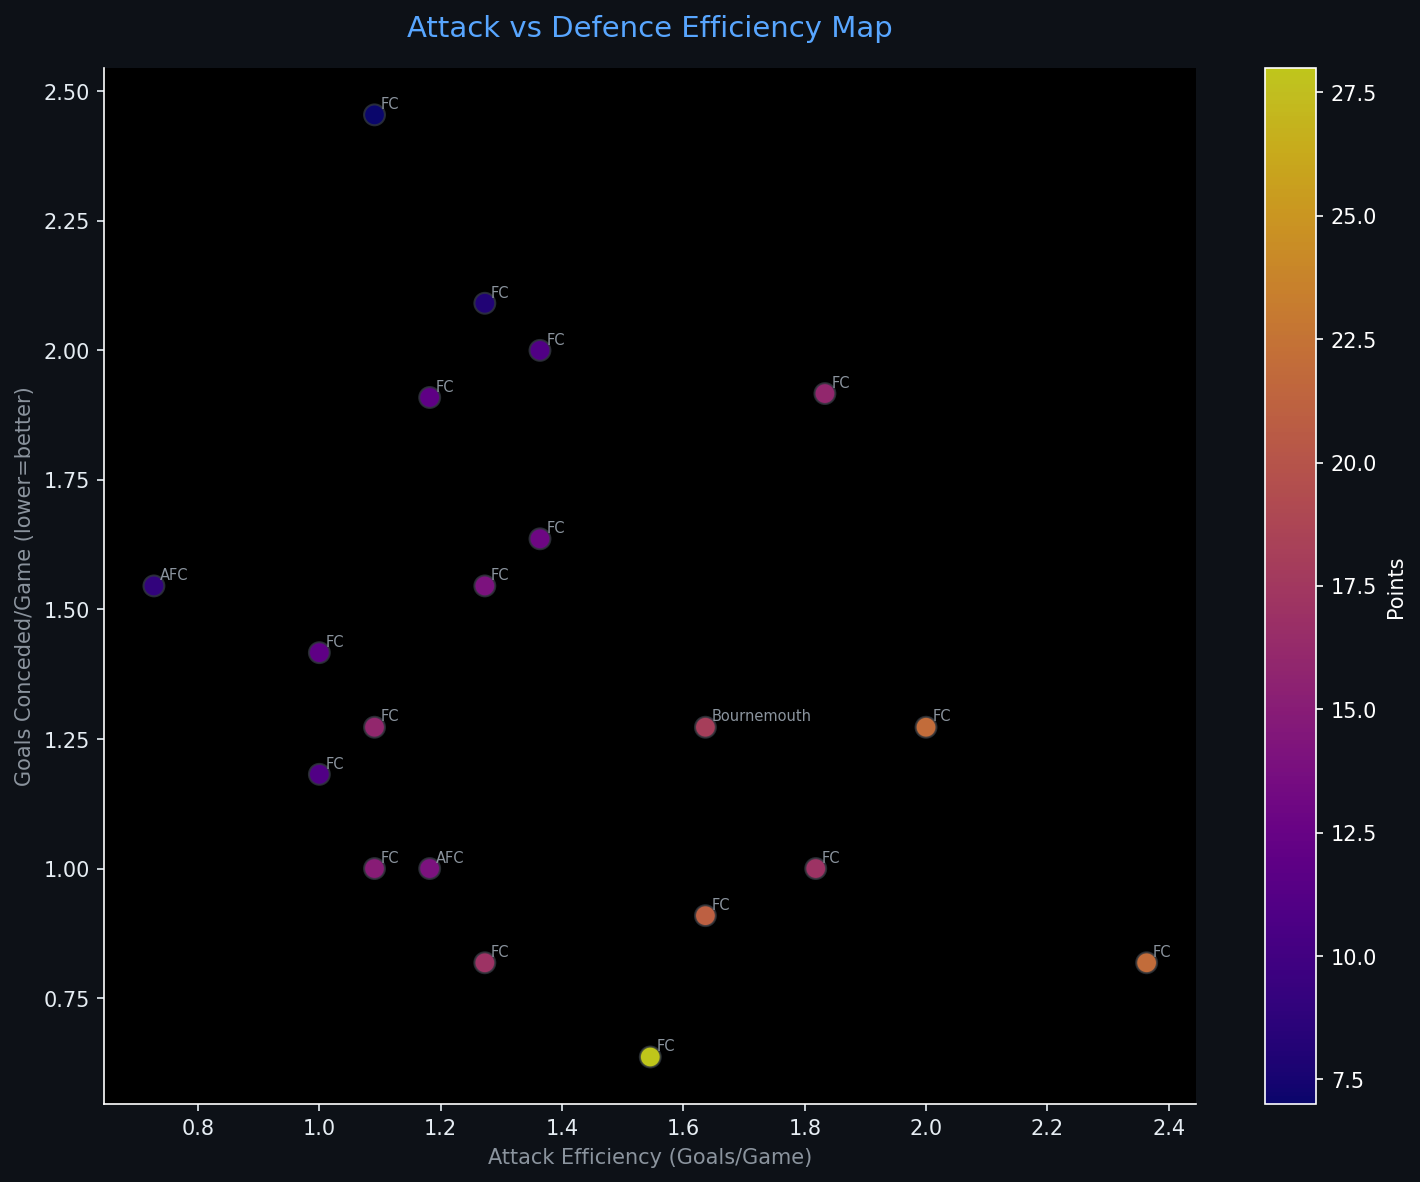 Attack vs Defence Efficiency Map
2.50
2.25
2.00
1.75
1.50
1.25
1.00
0.75
Goals Conceded/Game (lower=better)
FC
FC
FC
FC
FC
FC
AFC
FC
FC
FC
Bournemouth
FC
FC
FC
AFC
FC
FC
FC
FC
FC
0.8
1.0
1.2
1.4
1.6
1.8
2.0
2.2
2.4
Attack Efficiency (Goals/Game)
27.5
25.0
22.5
20.0
17.5
15.0
12.5
10.0
7.5
Points